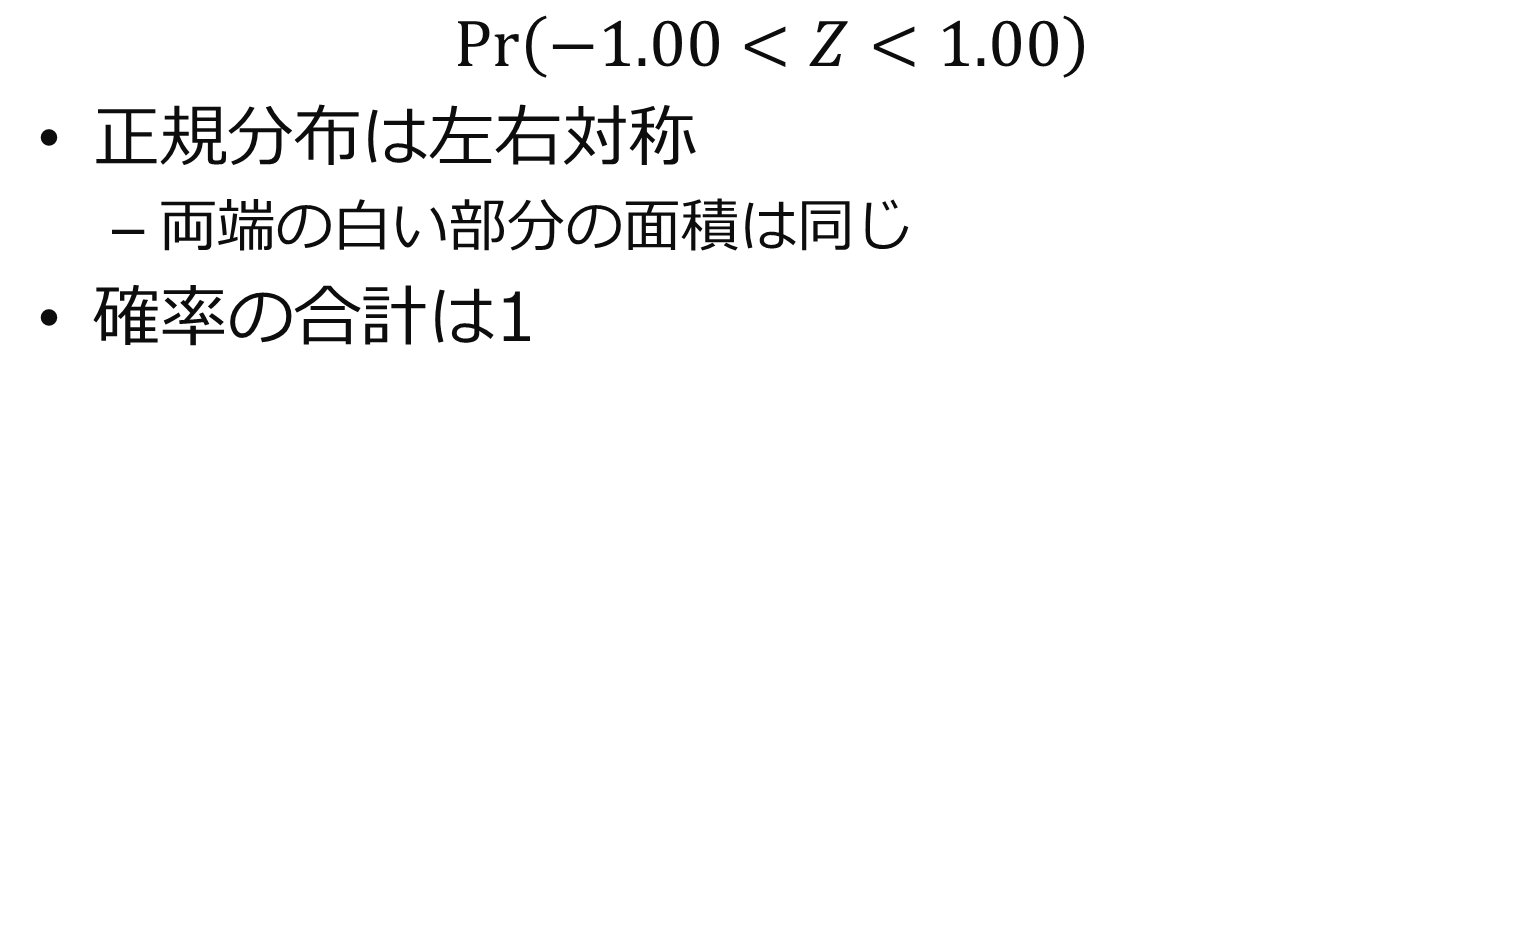 Pr(−1.00 < Z < 1.00)
• 正規分布は左右対称
– 両端の白い部分の面積は同じ
• 確率の合計は1